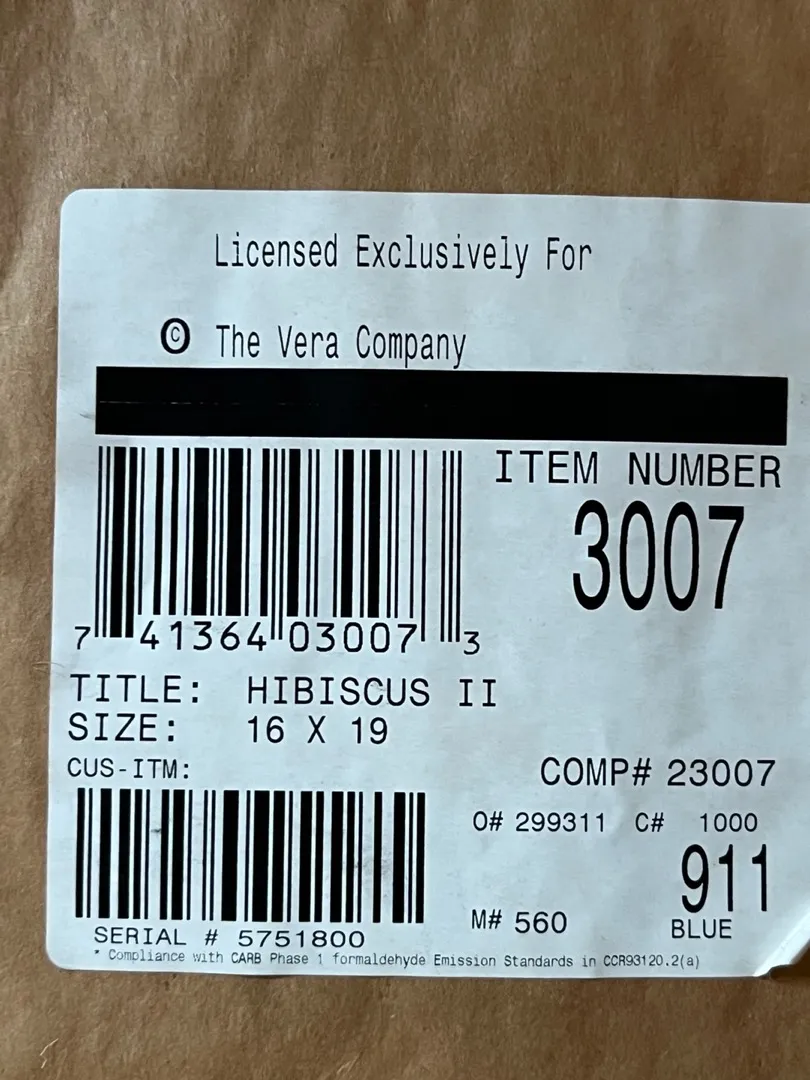 Licensed Exclusively For
© The Vera Company
ITEM NUMBER
3007
7 41364 03007 3
TITLE: HIBISCUS II
SIZE: 16 X 19
CUS-ITM:
COMP# 23007
O# 299311 C# 1000
911
M# 560
BLUE
SERIAL # 5751800
* Compliance with CARB Phase 1 formaldehyde Emission Standards in CCR93120.2(a)